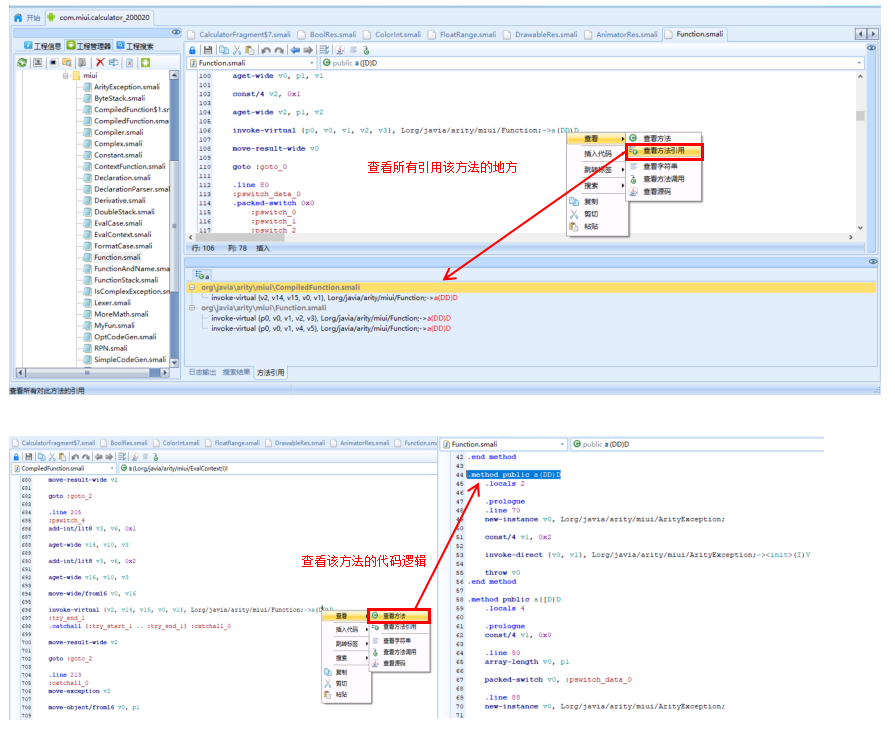 开始 com.miui.calculator_200020
工程信息 工程管理器 工程搜索
CalculatorFragment$7.smali BoolRes.smali ColorInt.smali FloatRange.smali DrawableRes.smali AnimatorRes.smali Function.smali
Function.smali public a([D)D
miui
ArityException.smali
ByteStack.smali
CompiledFunction$1.sm
CompiledFunction.sma
Compiler.smali
Complex.smali
Constant.smali
ContextFunction.smali
Declaration.smali
DeclarationParser.smal
Derivative.smali
DoubleStack.smali
EvalCase.smali
EvalContext.smali
FormatCase.smali
Function.smali
FunctionAndName.sma
FunctionStack.smali
IsComplexException.sn
Lexer.smali
MoreMath.smali
MyFun.smali
OptCodeGen.smali
RPN.smali
SimpleCodeGen.smali
100 aget-wide v0, p1, v1
101
102 const/4 v2, 0x1
103
104 aget-wide v2, p1, v2
105
106 invoke-virtual {p0, v0, v1, v2, v3}, Lorg/javia/arity/miui/Function;->a(DD)D
107
108 move-result-wide v0
109
110 goto :goto_0
111
112 .line 80
113 :pswitch_data_0
114 .packed-switch 0x0
115 :pswitch_0
116 :pswitch_1
117 :pswitch_2
查看
插入代码
跳转标签
搜索
复制
剪切
粘贴
查看方法
查看方法引用
查看字符串
查看方法调用
查看源码
查看所有引用该方法的地方
行: 106 列: 78 插入
a
org\javia\arity\miui\CompiledFunction.smali
invoke-virtual {v2, v14, v15, v0, v1}, Lorg/javia/arity/miui/Function;->a(DD)D
org\javia\arity\miui\Function.smali
invoke-virtual {p0, v0, v1, v2, v3}, Lorg/javia/arity/miui/Function;->a(DD)D
invoke-virtual {p0, v0, v1, v4, v5}, Lorg/javia/arity/miui/Function;->a(DD)D
日志输出 搜索结果 方法引用
查看所有对此方法的引用
CalculatorFragment$7.smali BoolRes.smali ColorInt.smali FloatRange.smali DrawableRes.smali AnimatorRes.smali Function.sm
CompiledFunction.smali a(Lorg/javia/arity/miui/EvalContext;I)I
680 move-result-wide v2
681
682 goto :goto_2
683
684 .line 205
685 :pswitch_4
686 add-int/lit8 v3, v6, 0x1
687
688 aget-wide v14, v10, v3
689
690 add-int/lit8 v3, v6, 0x2
691
692 aget-wide v16, v10, v3
693
694 move-wide/from16 v0, v16
695
696 invoke-virtual {v2, v14, v15, v0, v1}, Lorg/javia/arity/miui/Function;->a(DD)D
697 :try_end_1
698 .catchall {:try_start_1 .. :try_end_1} :catchall_0
699
700 move-result-wide v2
701
702 goto :goto_2
703
704 .line 213
705 :catchall_0
706 move-exception v2
707
708 move-object/from16 v0, p1
709
查看
插入代码
跳转标签
搜索
复制
剪切
粘贴
查看方法
查看方法引用
查看字符串
查看方法调用
查看源码
查看该方法的代码逻辑
Function.smali public a(DD)D
42 .end method
43
44 .method public a(DD)D
45 .locals 2
46
47 .prologue
48 .line 70
49 new-instance v0, Lorg/javia/arity/miui/ArityException;
50
51 const/4 v1, 0x2
52
53 invoke-direct {v0, v1}, Lorg/javia/arity/miui/ArityException;-><init>(I)V
54
55 throw v0
56 .end method
57
58 .method public a([D)D
59 .locals 4
60
61 .prologue
62 const/4 v1, 0x0
63
64 .line 80
65 array-length v0, p1
66
67 packed-switch v0, :pswitch_data_0
68
69 .line 88
70 new-instance v0, Lorg/javia/arity/miui/ArityException;
71